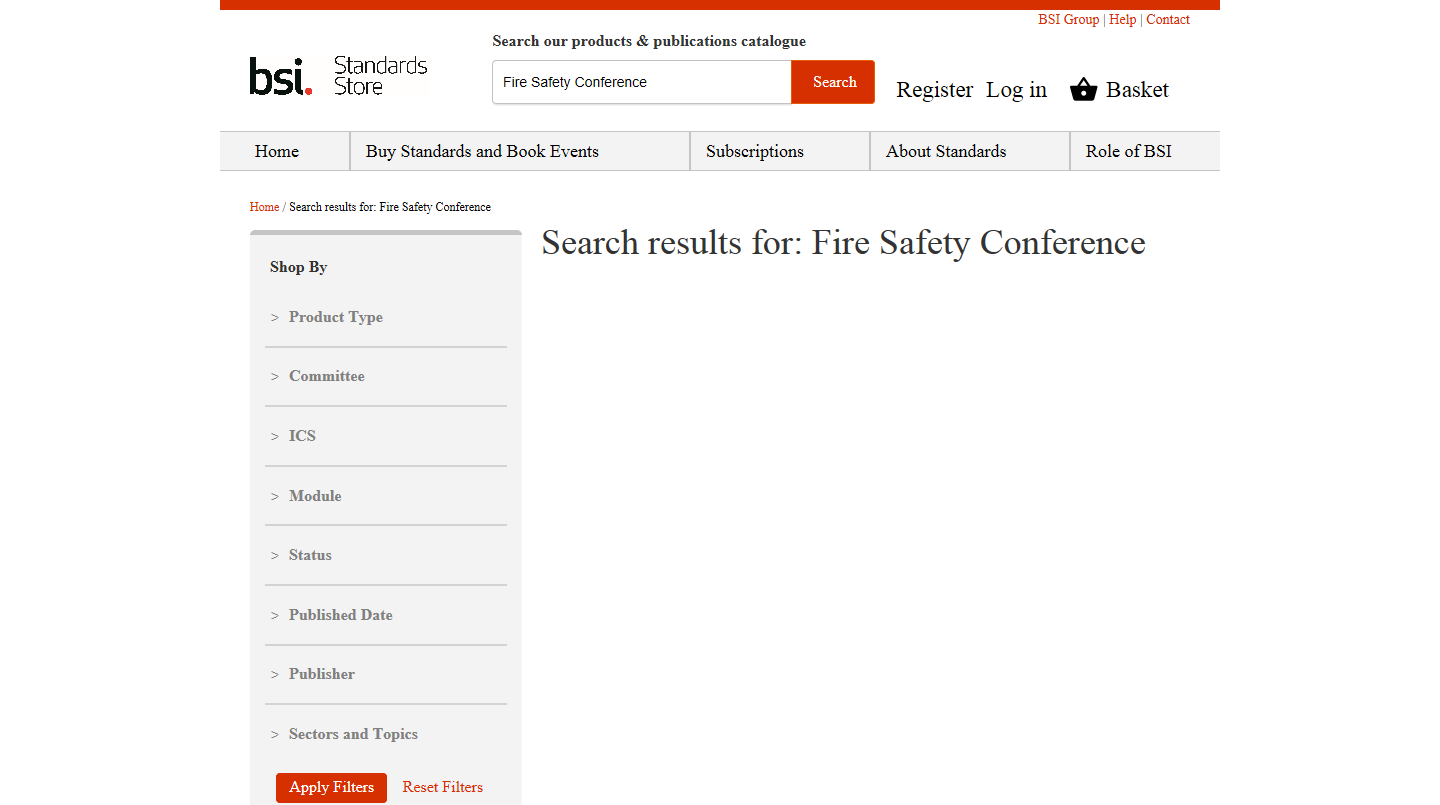 BSI Group | Help | Contact
Search our products & publications catalogue
bsi. Standards Store
Fire Safety Conference
Search
Register
Log in
Basket
Home
Buy Standards and Book Events
Subscriptions
About Standards
Role of BSI
Home / Search results for: Fire Safety Conference
Search results for: Fire Safety Conference
Shop By
> Product Type
> Committee
> ICS
> Module
> Status
> Published Date
> Publisher
> Sectors and Topics
Apply Filters
Reset Filters